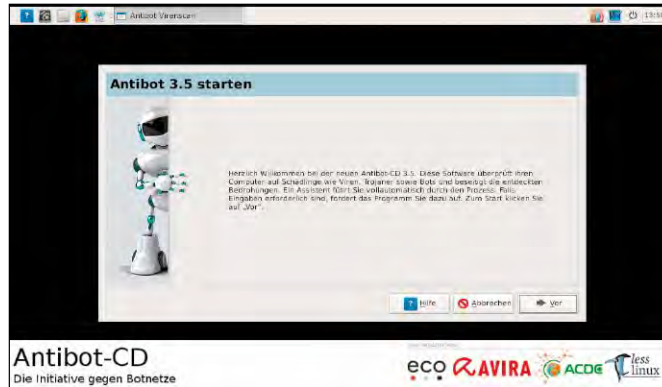 Antibot Virenscan
Antibot 3.5 starten
Herzlich Willkommen bei der neuen Antibot-CD 3.5. Diese Software überprüft Ihren
Computer auf Schädlinge wie Viren, Trojaner sowie Bots und beseitigt die entdeckten
Bedrohungen. Ein Assistent führt Sie vollautomatisch durch den Prozess. Falls
Eingaben erforderlich sind, fordert das Programm Sie dazu auf. Zum Start klicken Sie
auf „Vor“.
Hilfe
Abbrechen
Vor
Antibot-CD
Die Initiative gegen Botnetze
eco
AVIRA
ACDE
less
linux